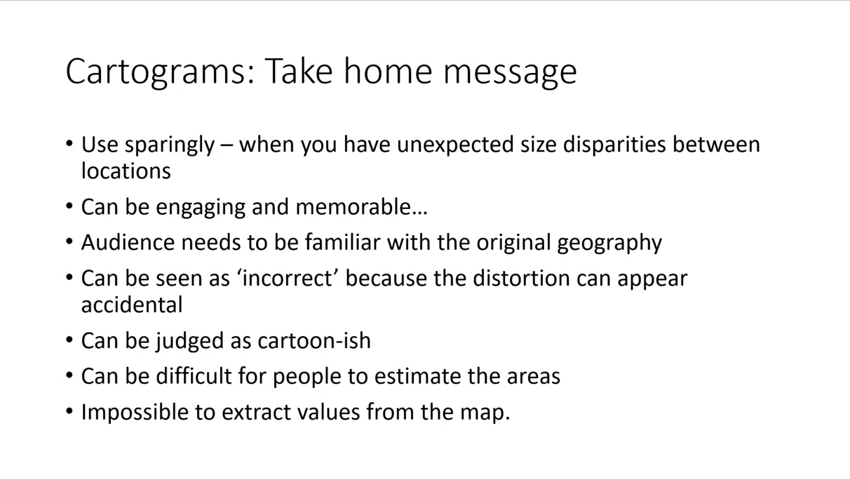 Cartograms: Take home message
• Use sparingly – when you have unexpected size disparities between
locations
• Can be engaging and memorable…
• Audience needs to be familiar with the original geography
• Can be seen as ‘incorrect’ because the distortion can appear
accidental
• Can be judged as cartoon-ish
• Can be difficult for people to estimate the areas
• Impossible to extract values from the map.